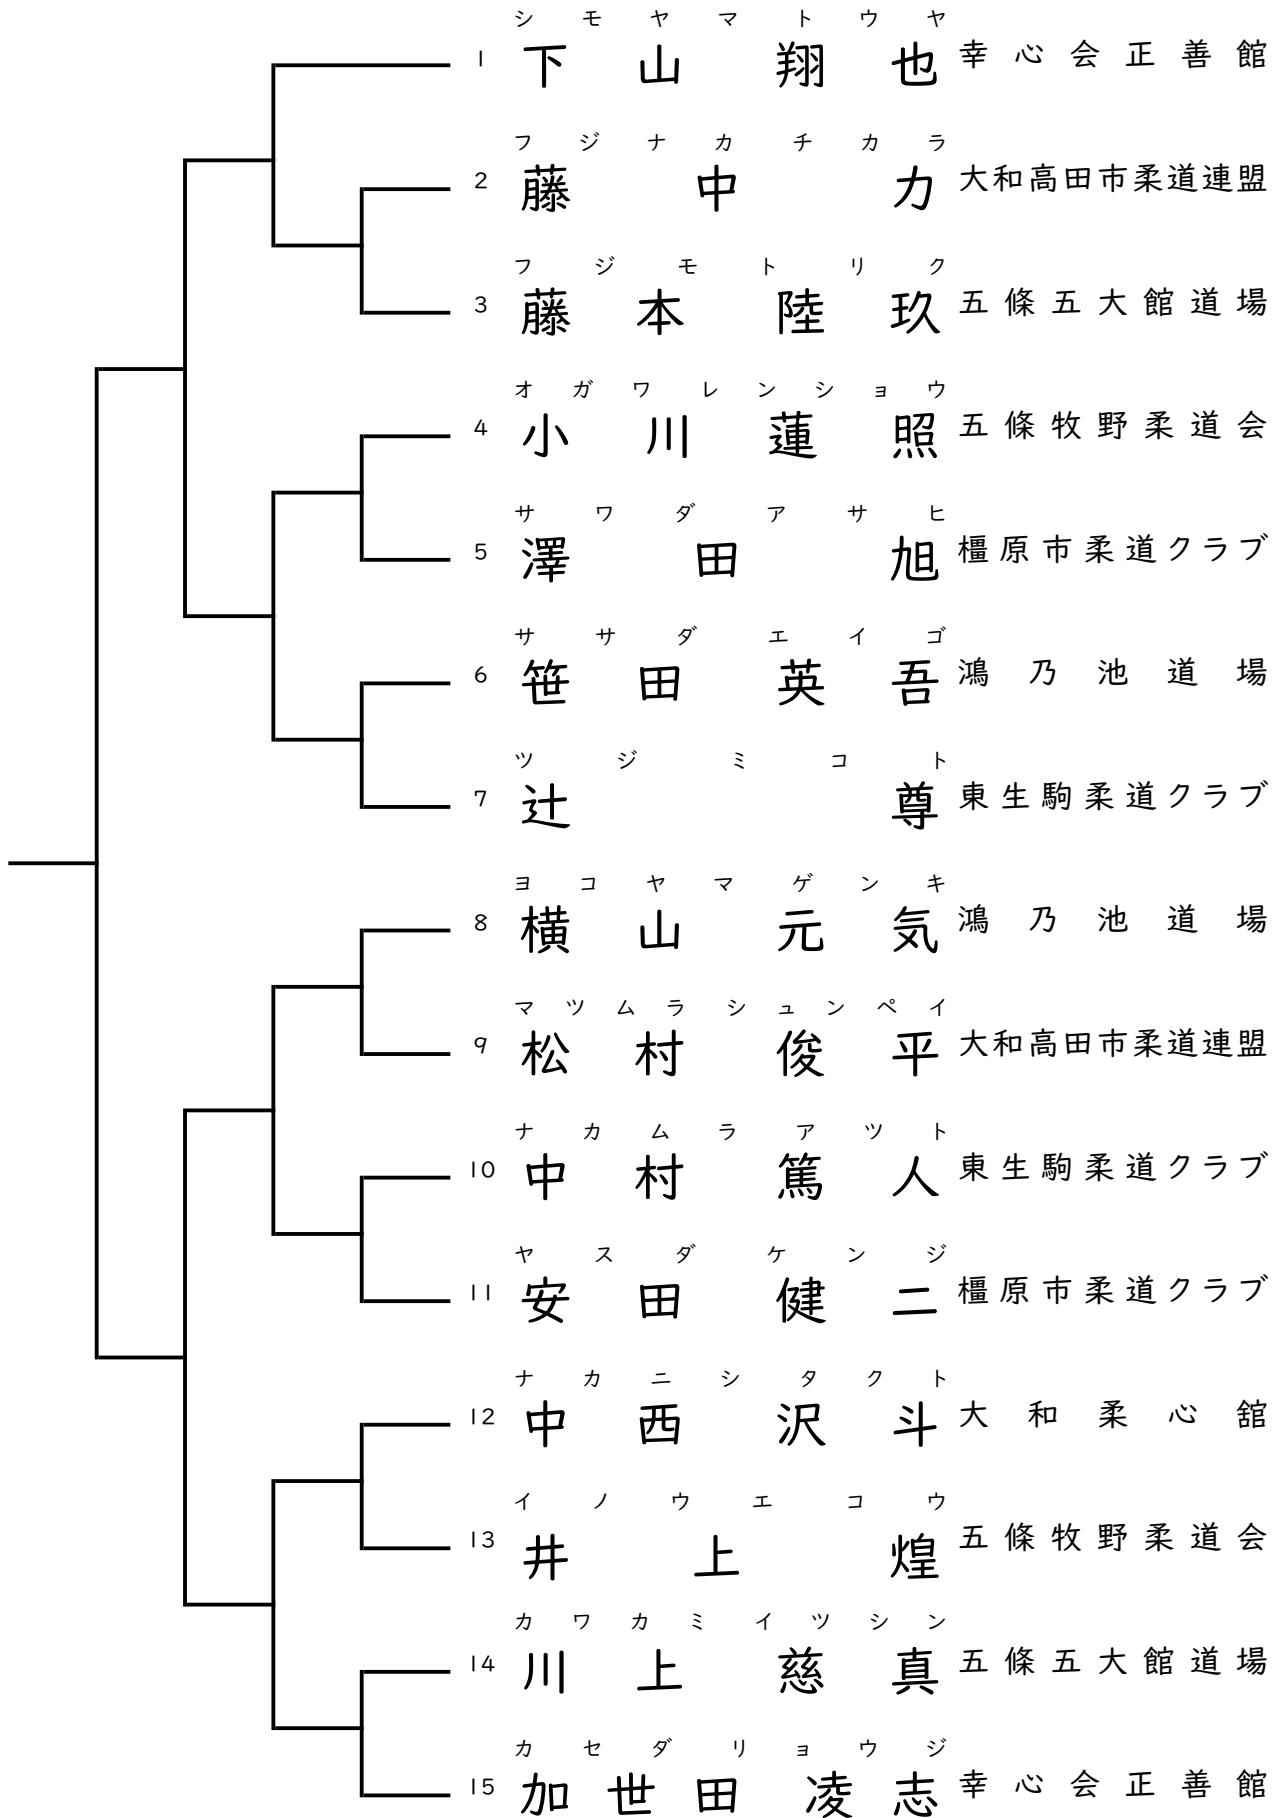 シモヤマトウヤ
1 下山翔也 幸心会正善館
フジナカチカラ
2 藤中力 大和高田市柔道連盟
フジモトリク
3 藤本陸玖 五條五大館道場
オガワレンショウ
4 小川蓮照 五條牧野柔道会
サワダアサヒ
5 澤田旭 橿原市柔道クラブ
ササダエイゴ
6 笹田英吾 鴻乃池道場
ツジミコト
7 辻尊 東生駒柔道クラブ
ヨコヤマゲンキ
8 横山元気 鴻乃池道場
マツムラシュンペイ
9 松村俊平 大和高田市柔道連盟
ナカムラアツト
10 中村篤人 東生駒柔道クラブ
ヤスダケンジ
11 安田健二 橿原市柔道クラブ
ナカニシタクト
12 中西沢斗 大和柔心舘
イノウエコウ
13 井上煌 五條牧野柔道会
カワカミイツシン
14 川上慈真 五條五大館道場
カセダリョウジ
15 加世田凌志 幸心会正善館